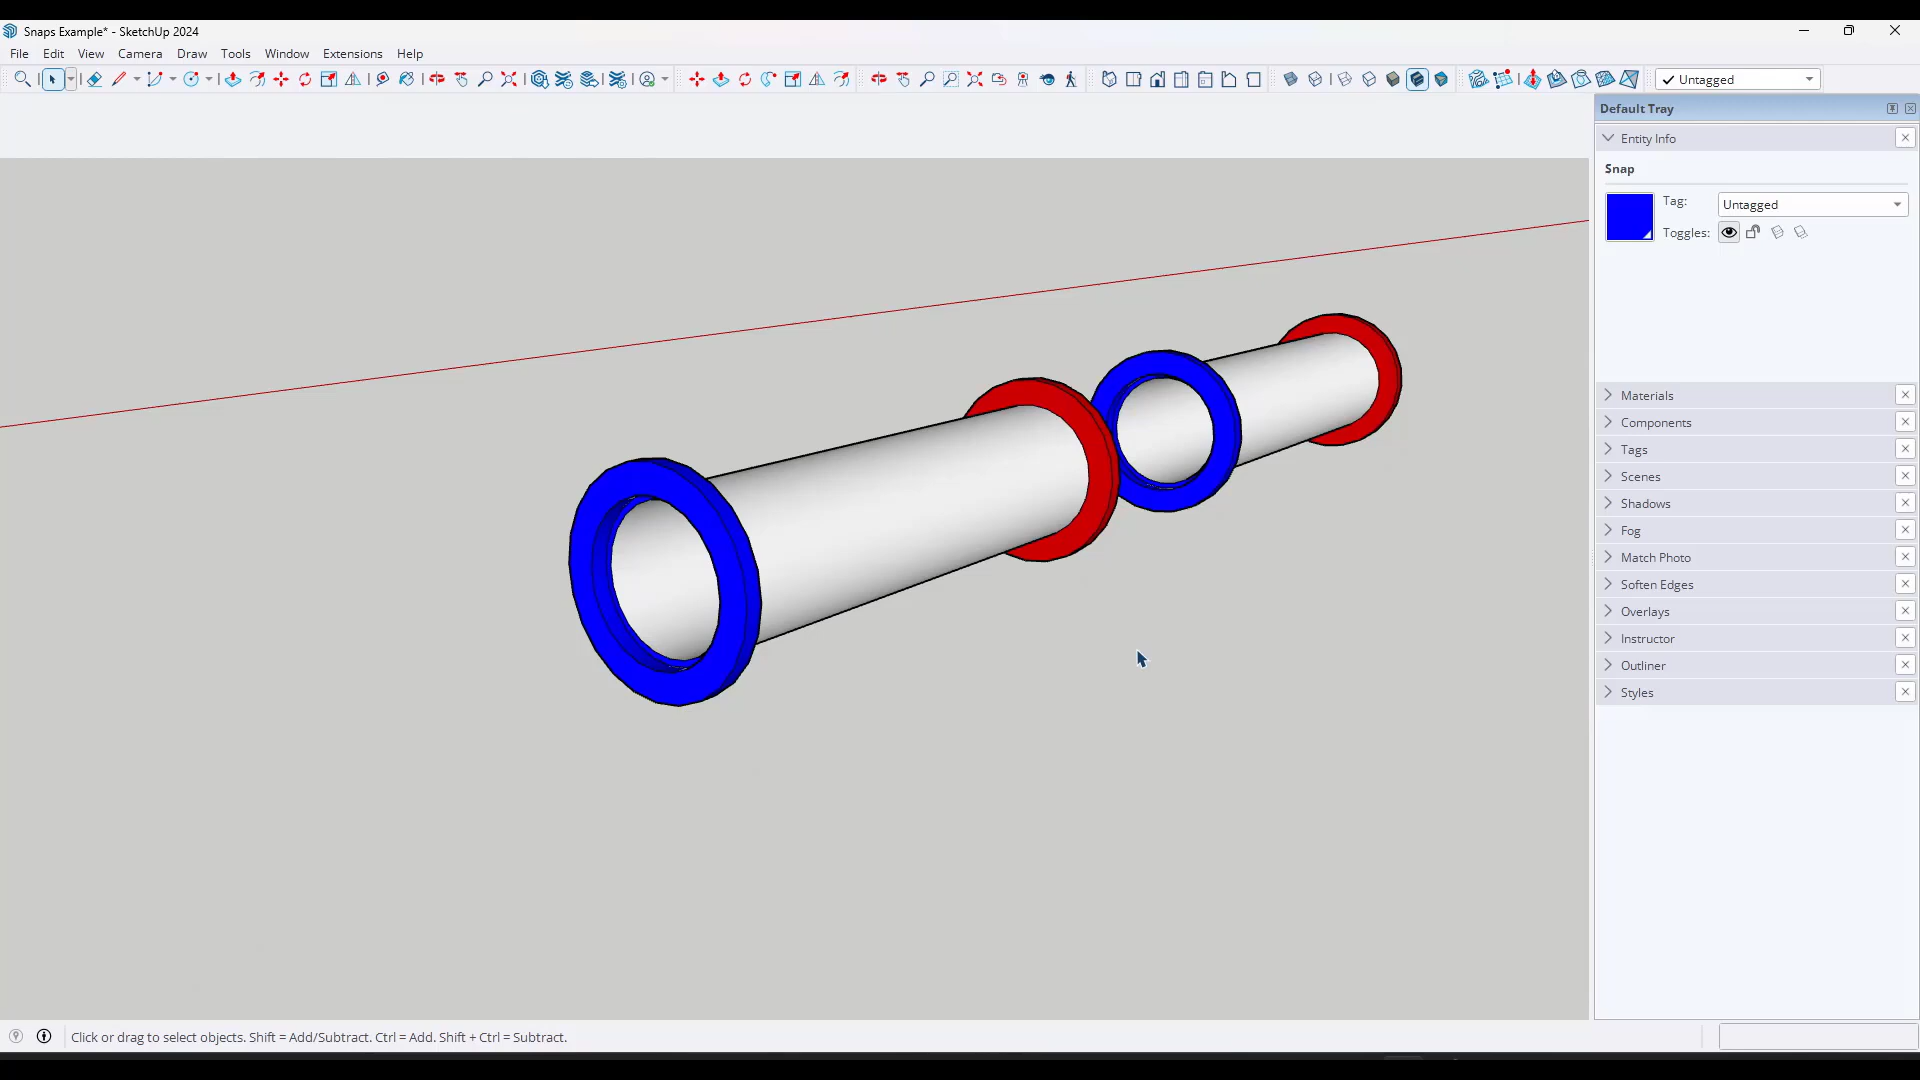 Snaps Example* - SketchUp 2024
File Edit View Camera Draw Tools Window Extensions Help
Untagged
Default Tray
Entity Info
Snap
Tag: Untagged
Toggles:
Materials
Components
Tags
Scenes
Shadows
Fog
Match Photo
Soften Edges
Overlays
Instructor
Outliner
Styles
Click or drag to select objects. Shift = Add/Subtract. Ctrl = Add. Shift + Ctrl = Subtract.